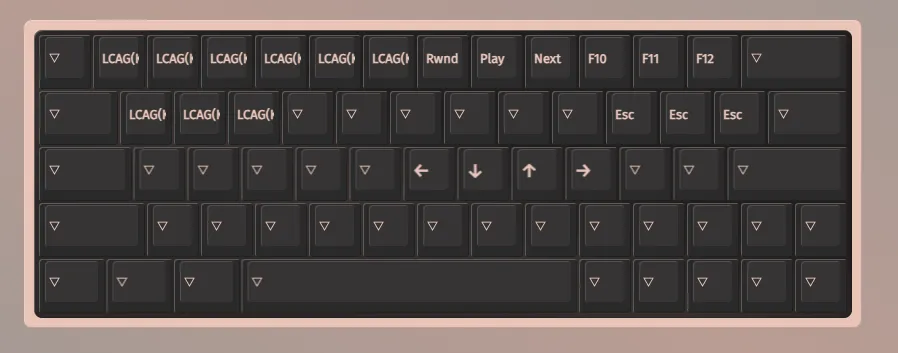 ▽ LCAG(k LCAG(k LCAG(k LCAG(k LCAG(k LCAG(k Rwnd Play Next F10 F11 F12 ▽
▽ LCAG(k LCAG(k LCAG(k ▽ ▽ ▽ ▽ ▽ ▽ Esc Esc Esc ▽
▽ ▽ ▽ ▽ ▽ ▽ ← ↓ ↑ → ▽ ▽ ▽
▽ ▽ ▽ ▽ ▽ ▽ ▽ ▽ ▽ ▽ ▽ ▽ ▽ ▽
▽ ▽ ▽ ▽ ▽ ▽ ▽ ▽ ▽